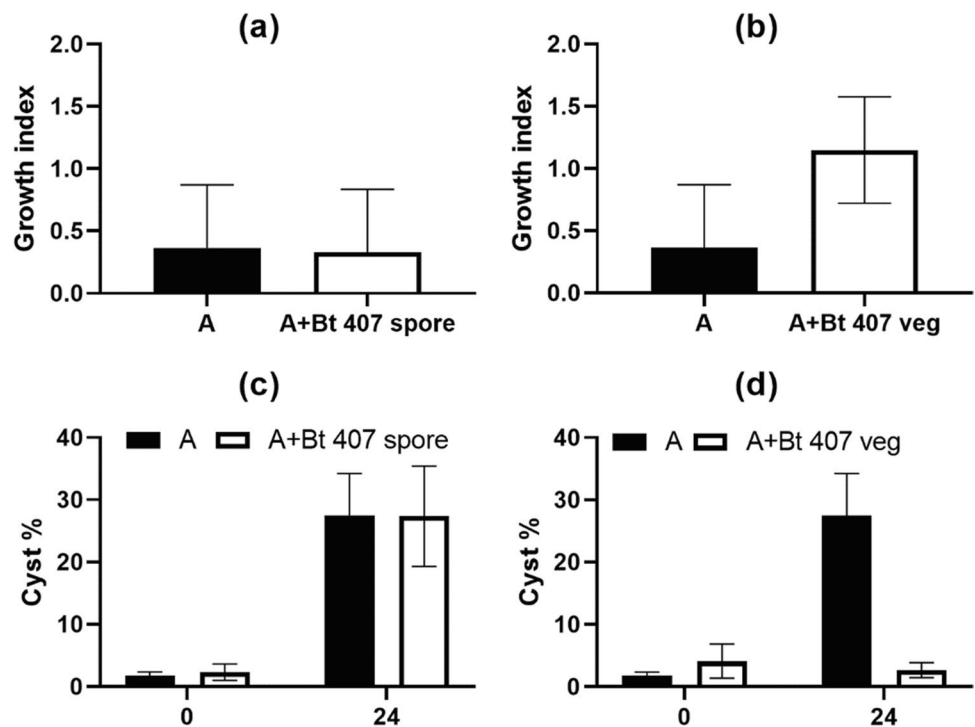 (a)
2.0
1.5
1.0
0.5
0.0
Growth index
A
A+Bt 407 spore
(b)
2.0
1.5
1.0
0.5
0.0
Growth index
A
A+Bt 407 veg
(c)
A
A+Bt 407 spore
40
30
20
10
0
Cyst %
0
24
(d)
A
A+Bt 407 veg
40
30
20
10
0
Cyst %
0
24